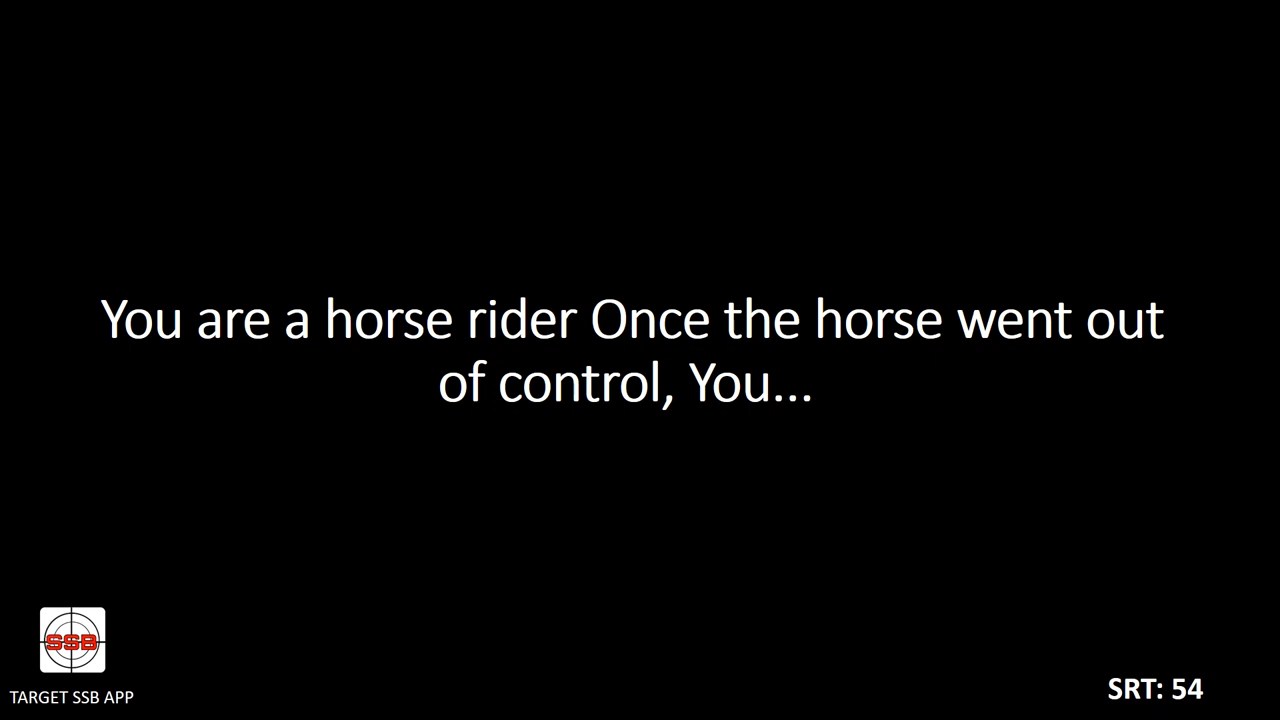 You are a horse rider Once the horse went out
of control, You...
SSB
TARGET SSB APP
SRT: 54